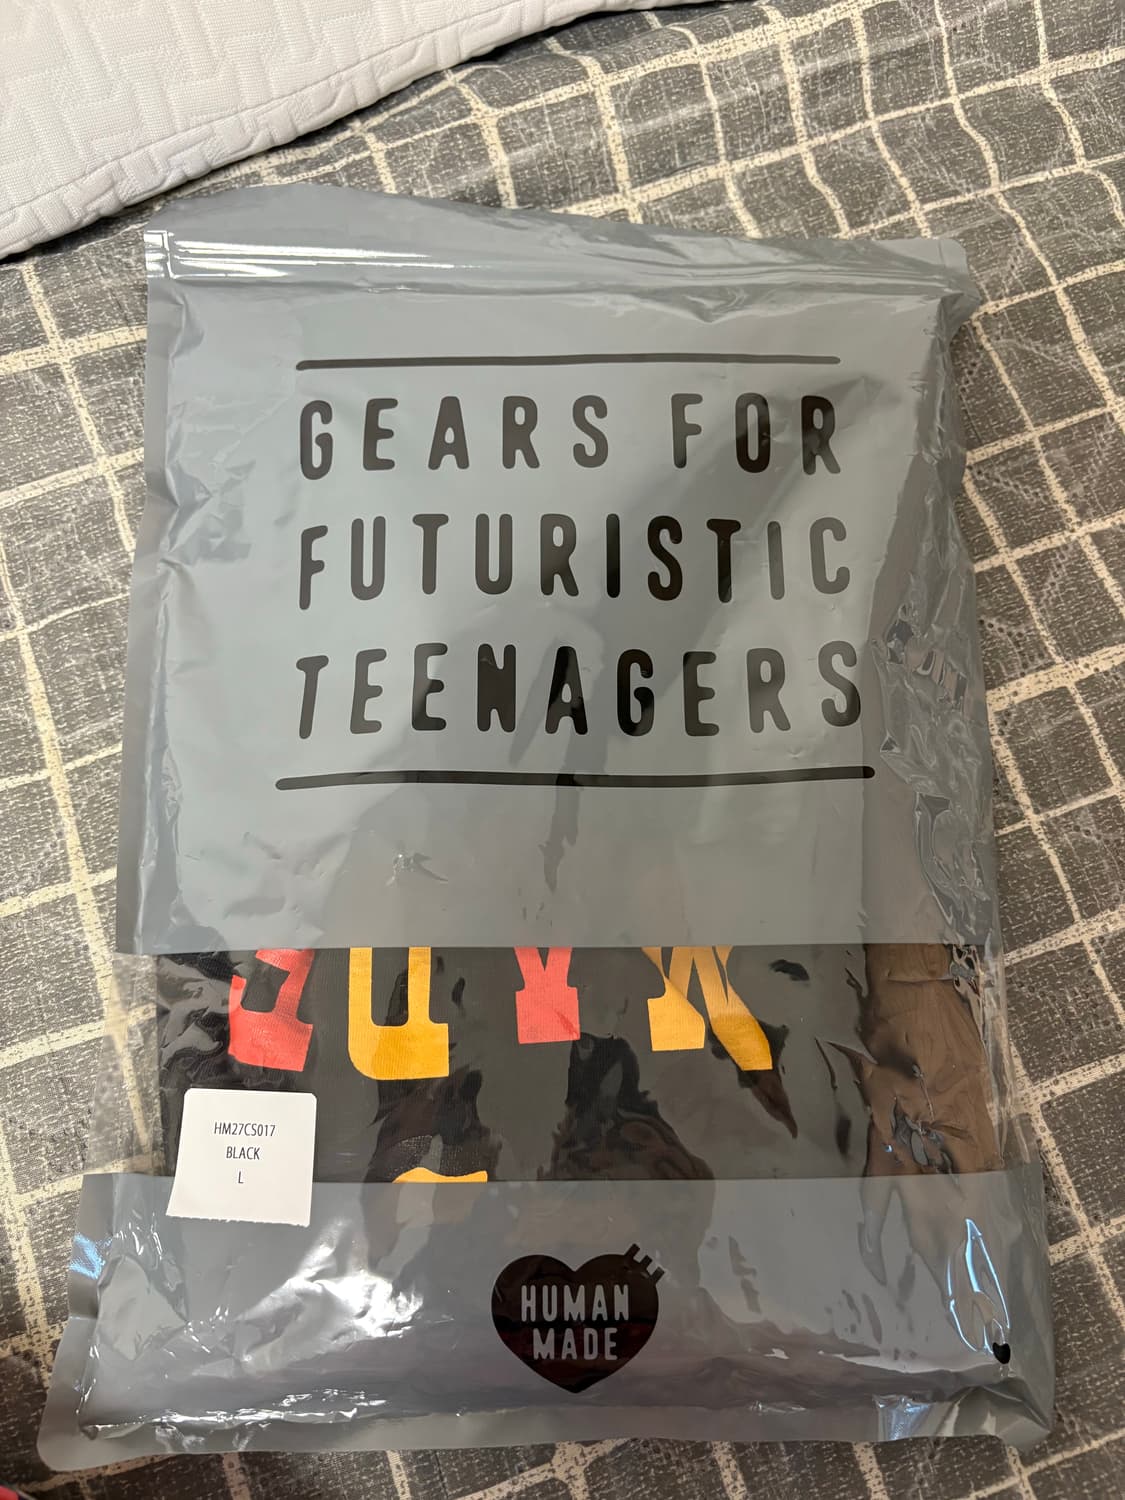 GEARS FOR
FUTURISTIC
TEENAGERS
HM27CS017
BLACK
L
HUMAN
MADE